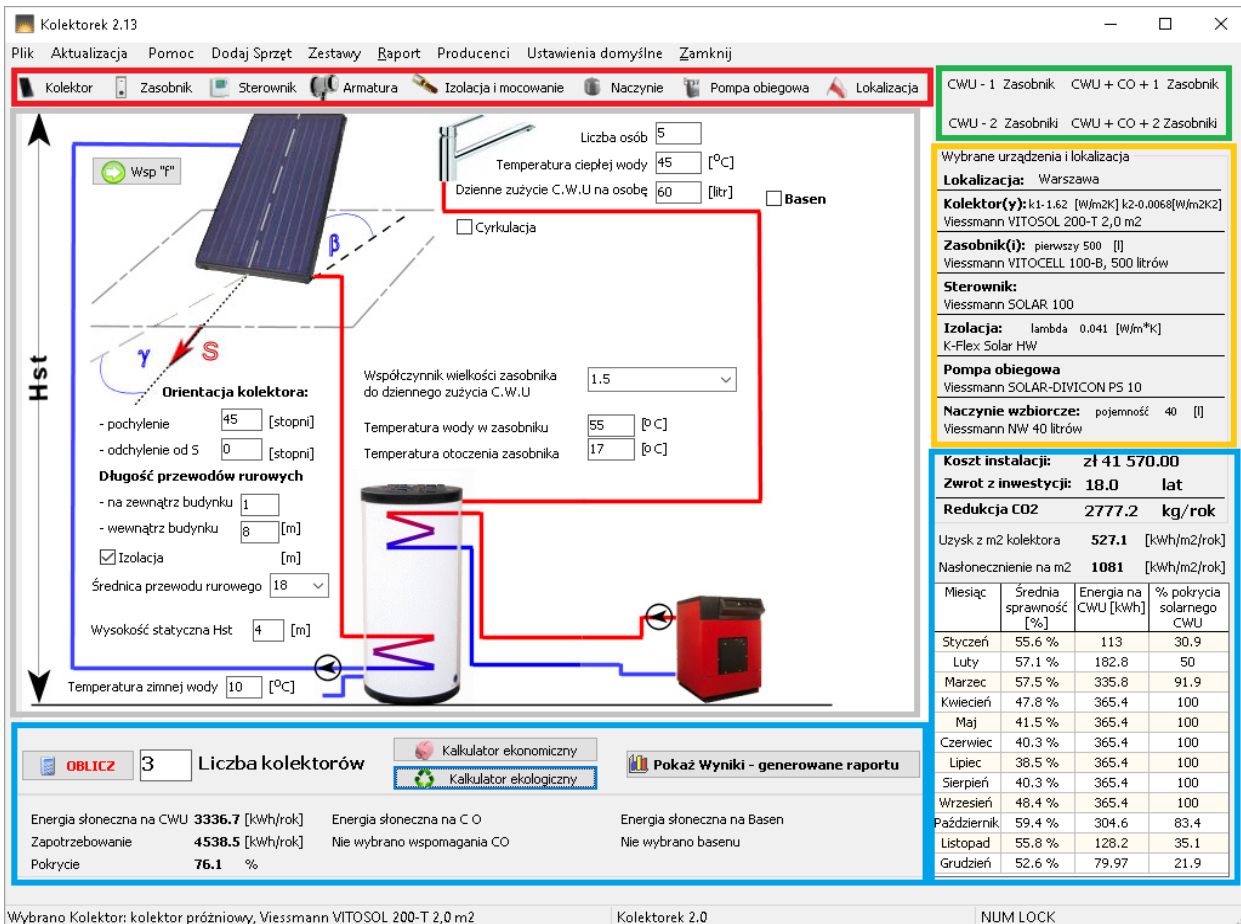 Kolektorek 2.13
Plik Aktualizacja Pomoc Dodaj Sprzęt Zestawy Raport Producenci Ustawienia domyślne Zamknij
Kolektor Zasobnik Sterownik Armatura Izolacja i mocowanie Naczynie Pompa obiegowa Lokalizacja
CWU - 1 Zasobnik CWU + CO + 1 Zasobnik
CWU - 2 Zasobniki CWU + CO + 2 Zasobniki
Hst
Wsp "f"
Liczba osób 5
Temperatura ciepłej wody 45 [°C]
Dzienne zużycie C.W.U na osobę 60 [litr]
Basen
Cyrkulacja
β
γ
S
Orientacja kolektora:
- pochylenie 45 [stopni]
- odchylenie od S 0 [stopni]
Długość przewodów rurowych
- na zewnątrz budynku 1
- wewnątrz budynku 8 [m]
Izolacja [m]
Średnica przewodu rurowego 18
Wysokość statyczna Hst 4 [m]
Temperatura zimnej wody 10 [°C]
Współczynnik wielkości zasobnika
do dziennego zużycia C.W.U 1.5
Temperatura wody w zasobniku 55 [°C]
Temperatura otoczenia zasobnika 17 [°C]
Wybrane urządzenia i lokalizacja
Lokalizacja: Warszawa
Kolektor(y): k1-1.62 [W/m2K] k2-0.0068[W/m2K2]
Viessmann VITOSOL 200-T 2,0 m2
Zasobnik(i): pierwszy 500 [l]
Viessmann VITOCELL 100-B, 500 litrów
Sterownik:
Viessmann SOLAR 100
Izolacja: lambda 0.041 [W/m*K]
K-Flex Solar HW
Pompa obiegowa
Viessmann SOLAR-DIVICON PS 10
Naczynie wzbiorcze: pojemność 40 [l]
Viessmann NW 40 litrów
Koszt instalacji: zł 41 570.00
Zwrot z inwestycji: 18.0 lat
Redukcja CO2 2777.2 kg/rok
Uzysk z m2 kolektora 527.1 [kWh/m2/rok]
Nasłonecznienie na m2 1081 [kWh/m2/rok]
Miesiąc Średnia sprawność [%] Energia na CWU [kWh] % pokrycia solarnego CWU
Styczeń 55.6 % 113 30.9
Luty 57.1 % 182.8 50
Marzec 57.5 % 335.8 91.9
Kwiecień 47.8 % 365.4 100
Maj 41.5 % 365.4 100
Czerwiec 40.3 % 365.4 100
Lipiec 38.5 % 365.4 100
Sierpień 40.3 % 365.4 100
Wrzesień 48.4 % 365.4 100
Październik 59.4 % 304.6 83.4
Listopad 55.8 % 128.2 35.1
Grudzień 52.6 % 79.97 21.9
OBLICZ 3 Liczba kolektorów
Kalkulator ekonomiczny
Kalkulator ekologiczny
Pokaż Wyniki - generowane raportu
Energia słoneczna na CWU 3336.7 [kWh/rok] Energia słoneczna na C O Energia słoneczna na Basen
Zapotrzebowanie 4538.5 [kWh/rok] Nie wybrano wspomagania CO Nie wybrano basenu
Pokrycie 76.1 %
Wybrano Kolektor: kolektor próżniowy, Viessmann VITOSOL 200-T 2,0 m2 Kolektorek 2.0 NUM LOCK